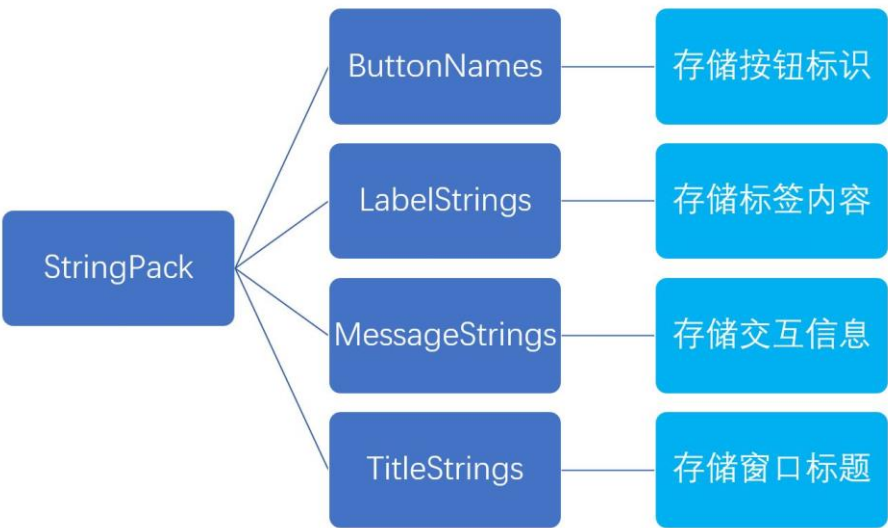 StringPack
ButtonNames
存储按钮标识
LabelStrings
存储标签内容
MessageStrings
存储交互信息
TitleStrings
存储窗口标题